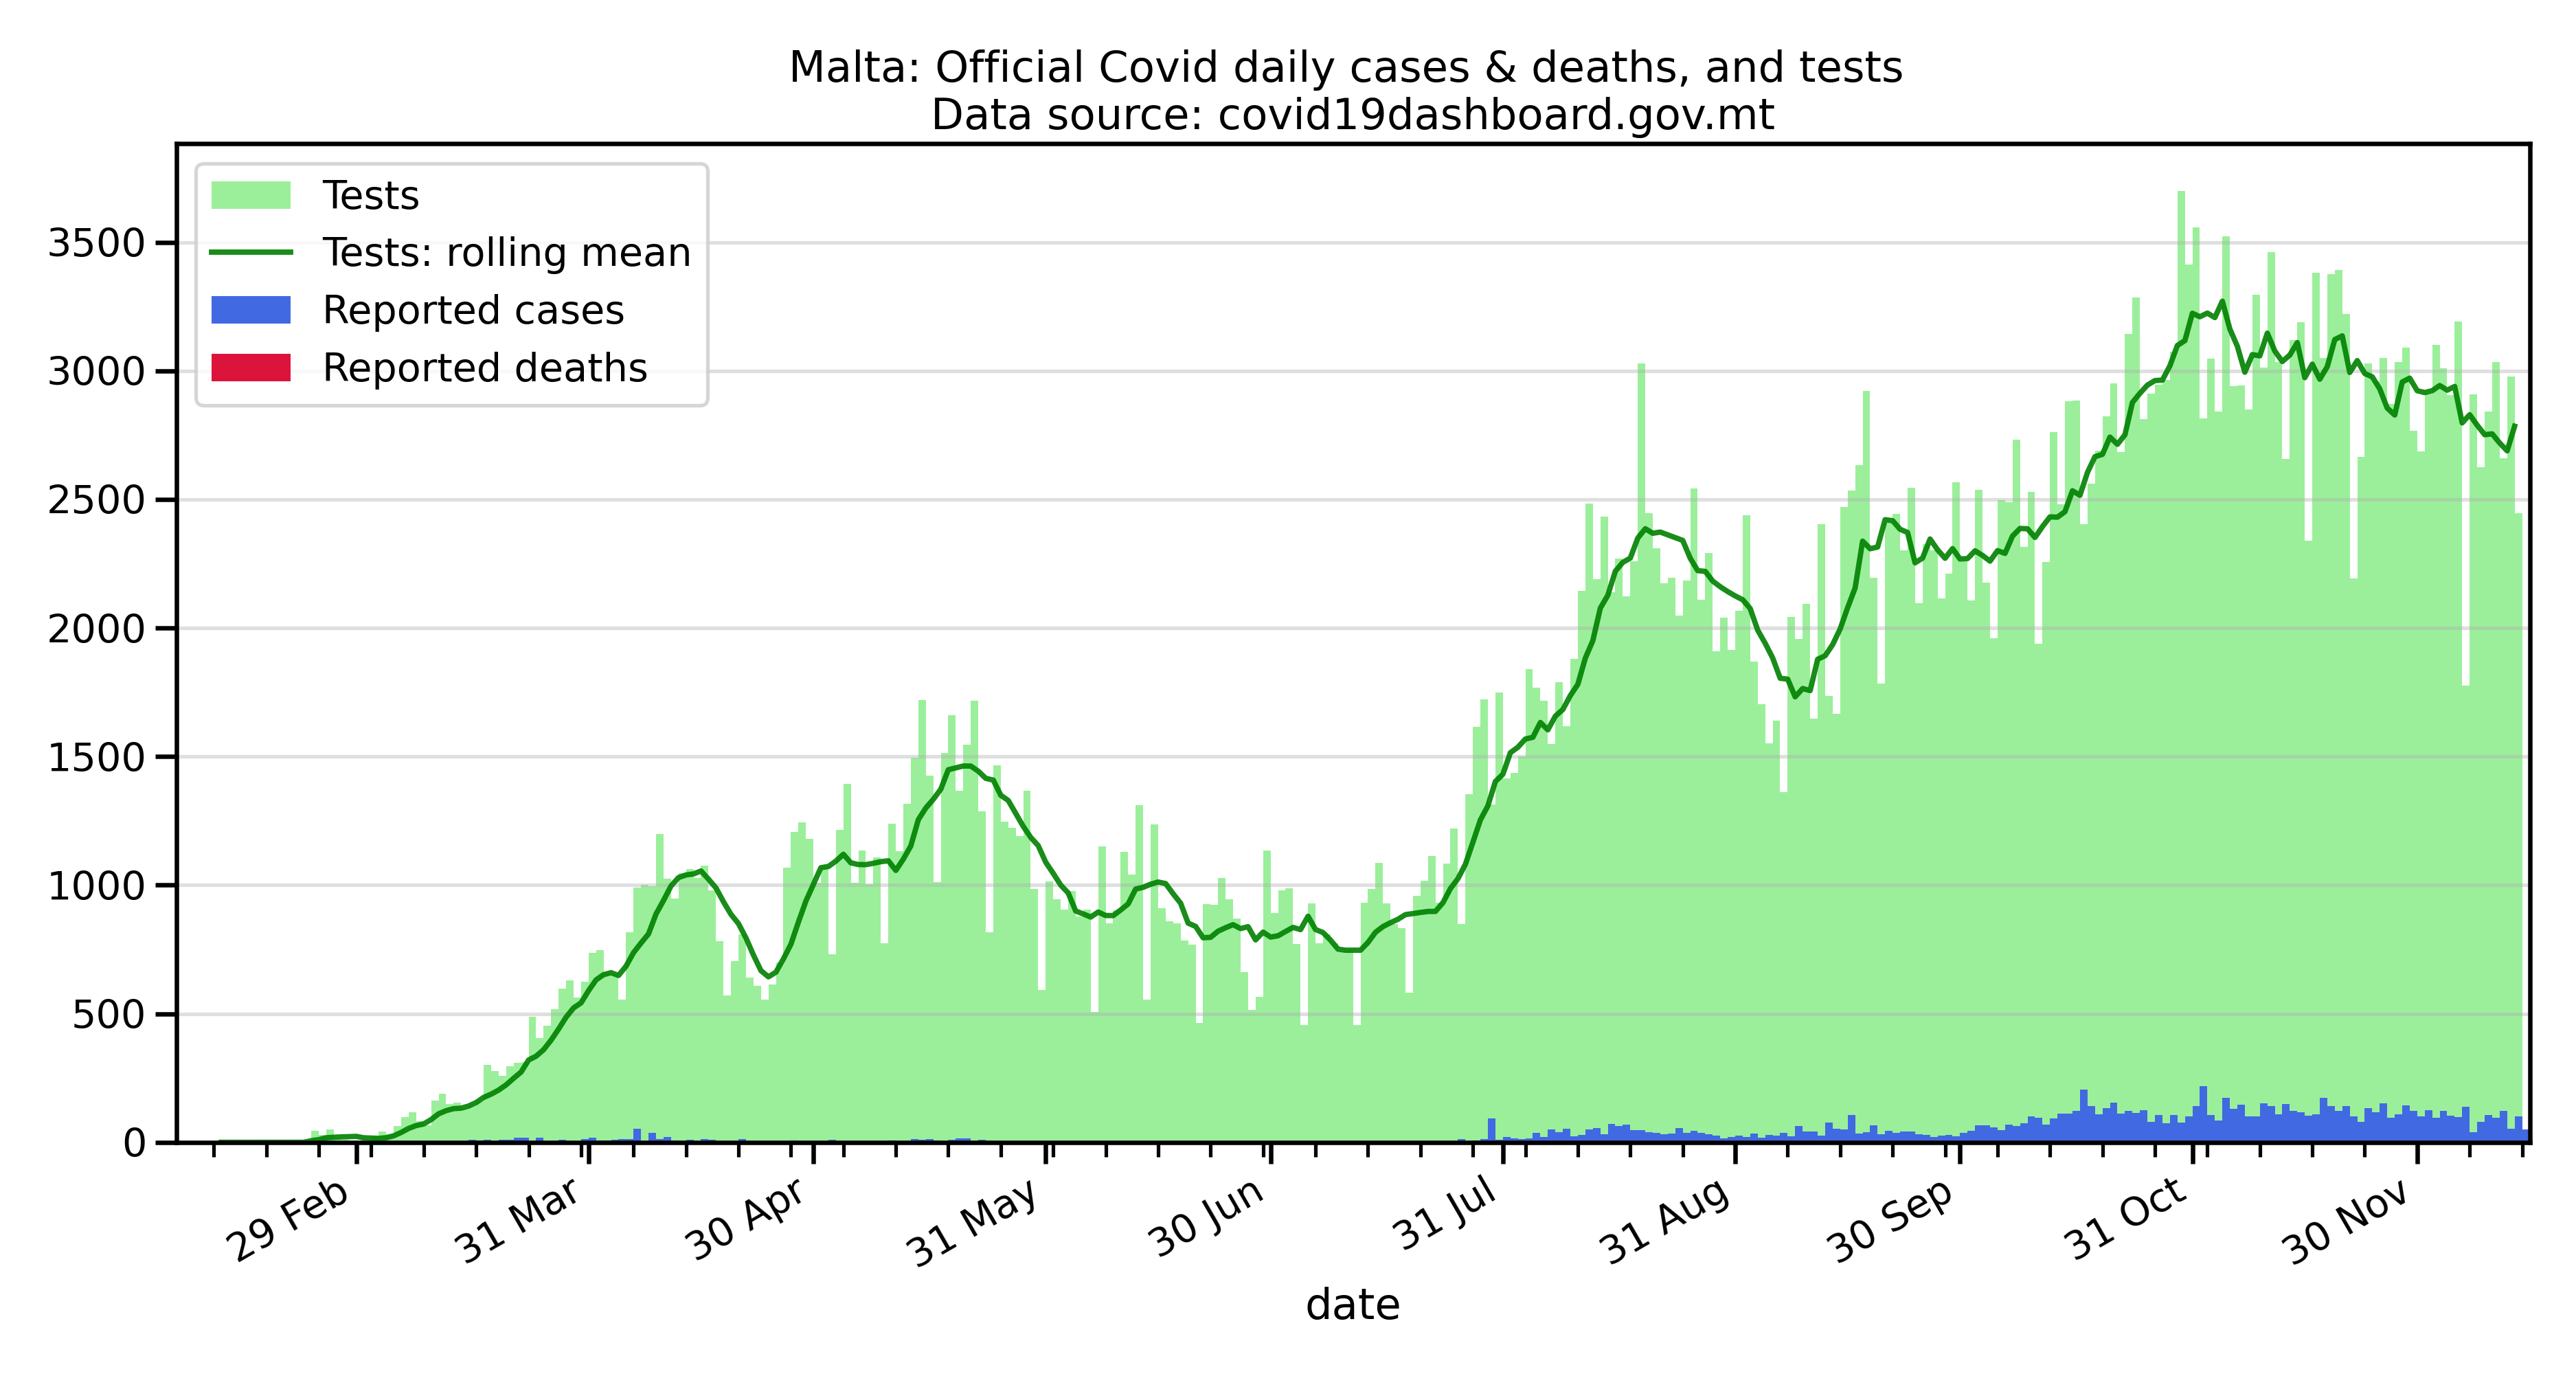 Malta: Official Covid daily cases & deaths, and tests
Data source: covid19dashboard.gov.mt
Tests
Tests: rolling mean
Reported cases
Reported deaths
3500
3000
2500
2000
1500
1000
500
0
29 Feb
31 Mar
30 Apr
31 May
30 Jun
31 Jul
31 Aug
30 Sep
31 Oct
30 Nov
date